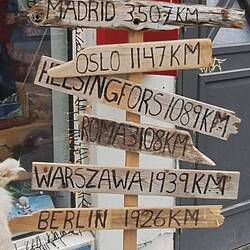 MADRID 3507KM
OSLO 1147KM
HELSINGFORS 1089KM
ROMA 3108KM
WARSZAWA 1939KM
BERLIN 1926KM